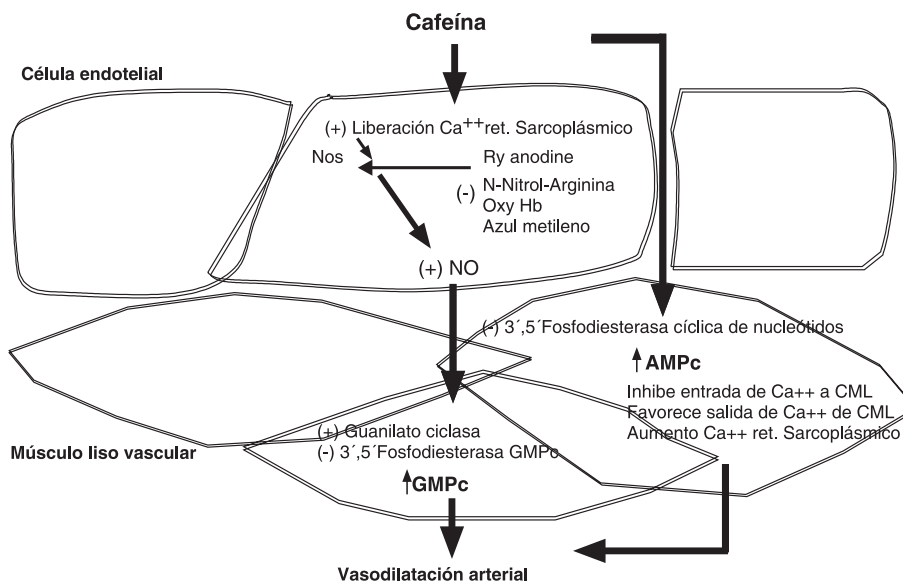 Cafeína
Célula endotelial
(+) Liberación Ca++ret. Sarcoplásmico
Nos
Ry anodine
(-) N-Nitrol-Arginina
Oxy Hb
Azul metileno
(+) NO
(-) 3´,5´Fosfodiesterasa cíclica de nucleótidos
AMPc
Inhibe entrada de Ca++ a CML
Favorece salida de Ca++ de CML
Aumento Ca++ ret. Sarcoplásmico
(+) Guanilato ciclasa
(-) 3´,5´Fosfodiesterasa GMPc
Músculo liso vascular
GMPc
Vasodilatación arterial